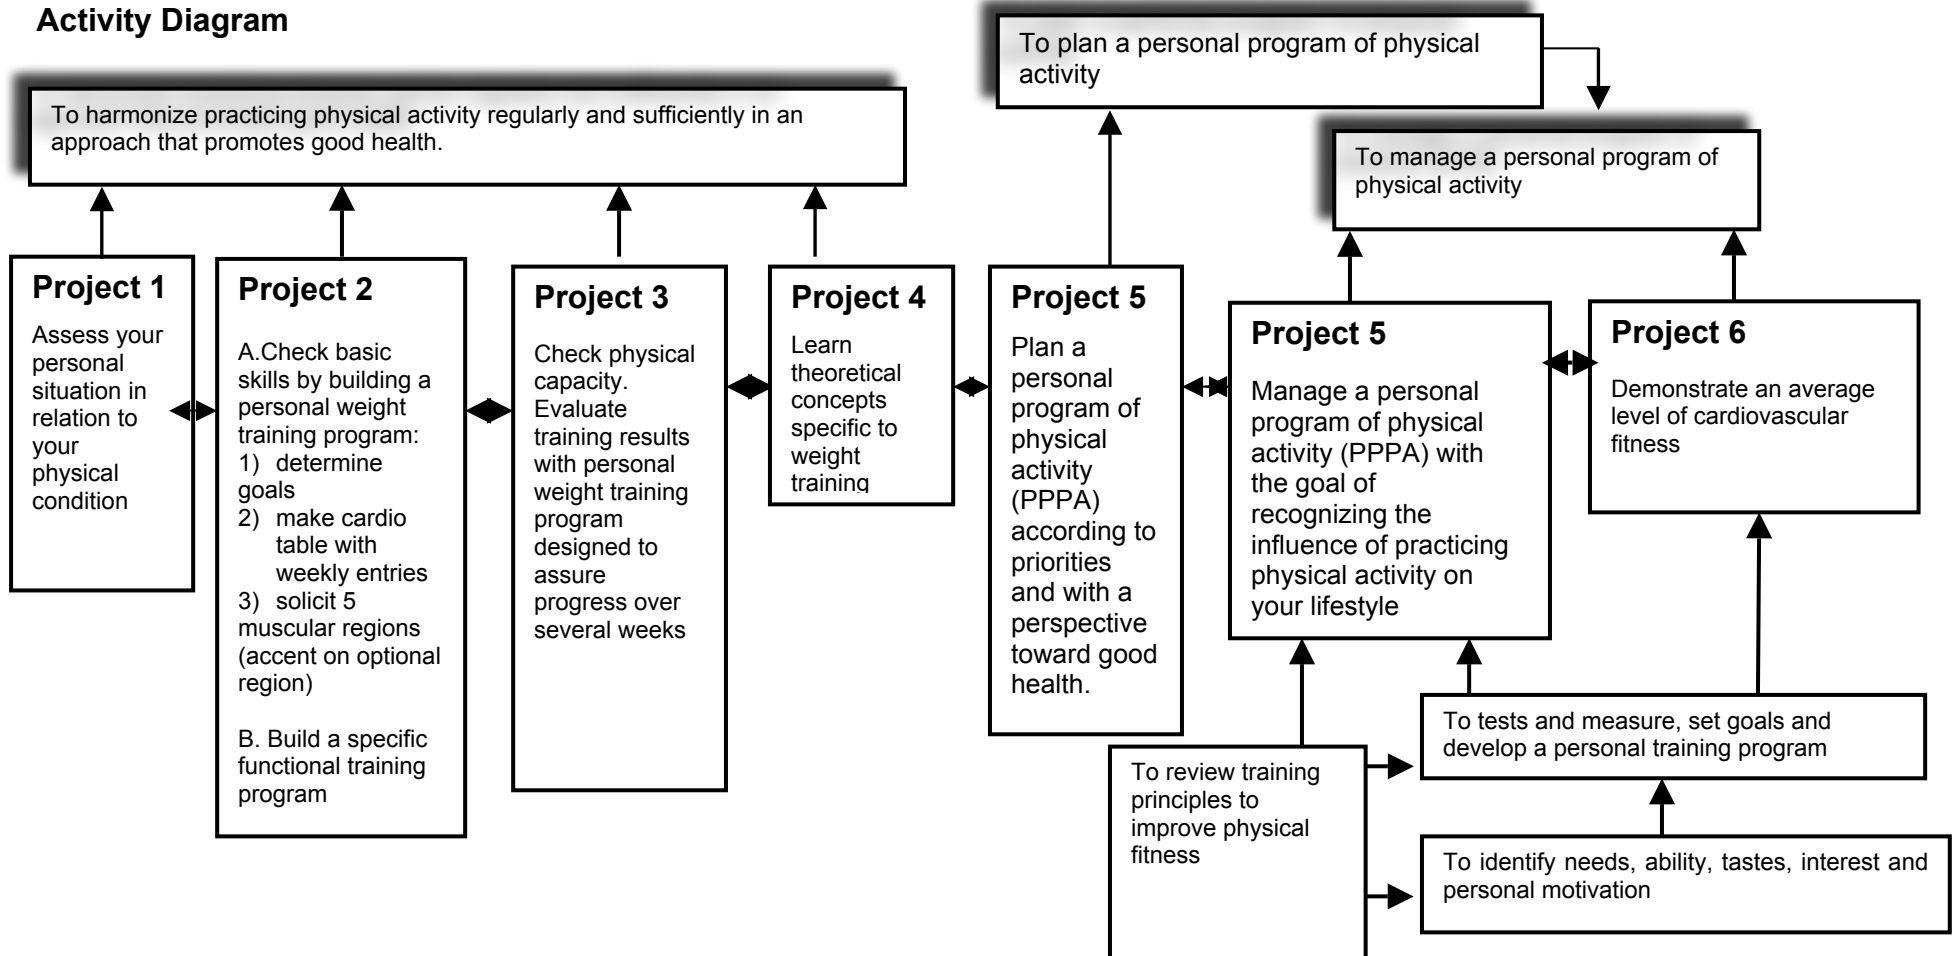 Activity Diagram
To harmonize practicing physical activity regularly and sufficiently in an
approach that promotes good health.
To plan a personal program of physical
activity
To manage a personal program of
physical activity
Project 1
Assess your
personal
situation in
relation to
your
physical
condition
Project 2
A.Check basic
skills by building a
personal weight
training program:
1) determine
goals
2) make cardio
table with
weekly entries
3) solicit 5
muscular regions
(accent on optional
region)
B. Build a specific
functional training
program
Project 3
Check physical
capacity.
Evaluate
training results
with personal
weight training
program
designed to
assure
progress over
several weeks
Project 4
Learn
theoretical
concepts
specific to
weight
training
Project 5
Plan a
personal
program of
physical
activity
(PPPA)
according to
priorities
and with a
perspective
toward good
health.
Project 5
Manage a personal
program of physical
activity (PPPA) with
the goal of
recognizing the
influence of practicing
physical activity on
your lifestyle
Project 6
Demonstrate an average
level of cardiovascular
fitness
To review training
principles to
improve physical
fitness
To tests and measure, set goals and
develop a personal training program
To identify needs, ability, tastes, interest and
personal motivation